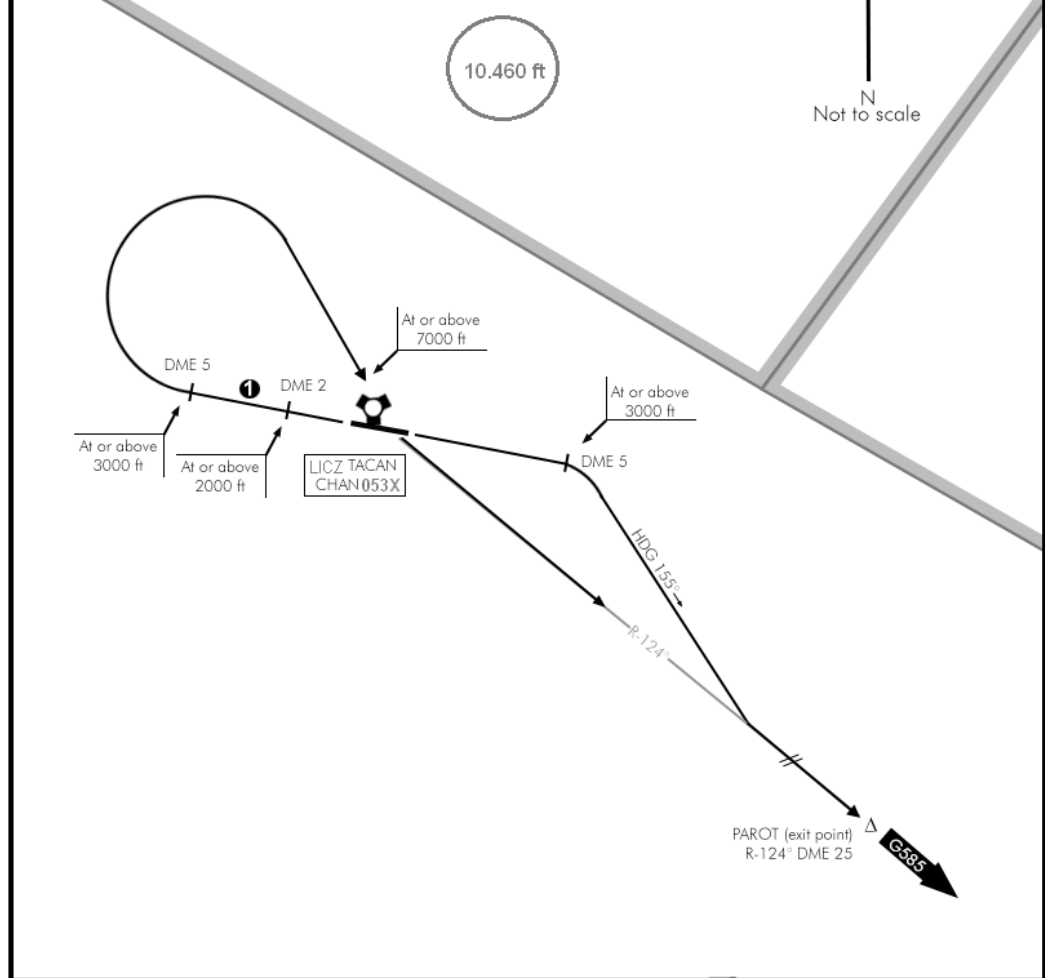 10.460 ft
N
Not to scale
At or above
7000 ft
DME 5
1
DME 2
At or above
3000 ft
At or above
3000 ft
At or above
2000 ft
LICZ TACAN
CHAN 053X
DME 5
HDG 155°
R-124°
PAROT (exit point)
R-124° DME 25
G585